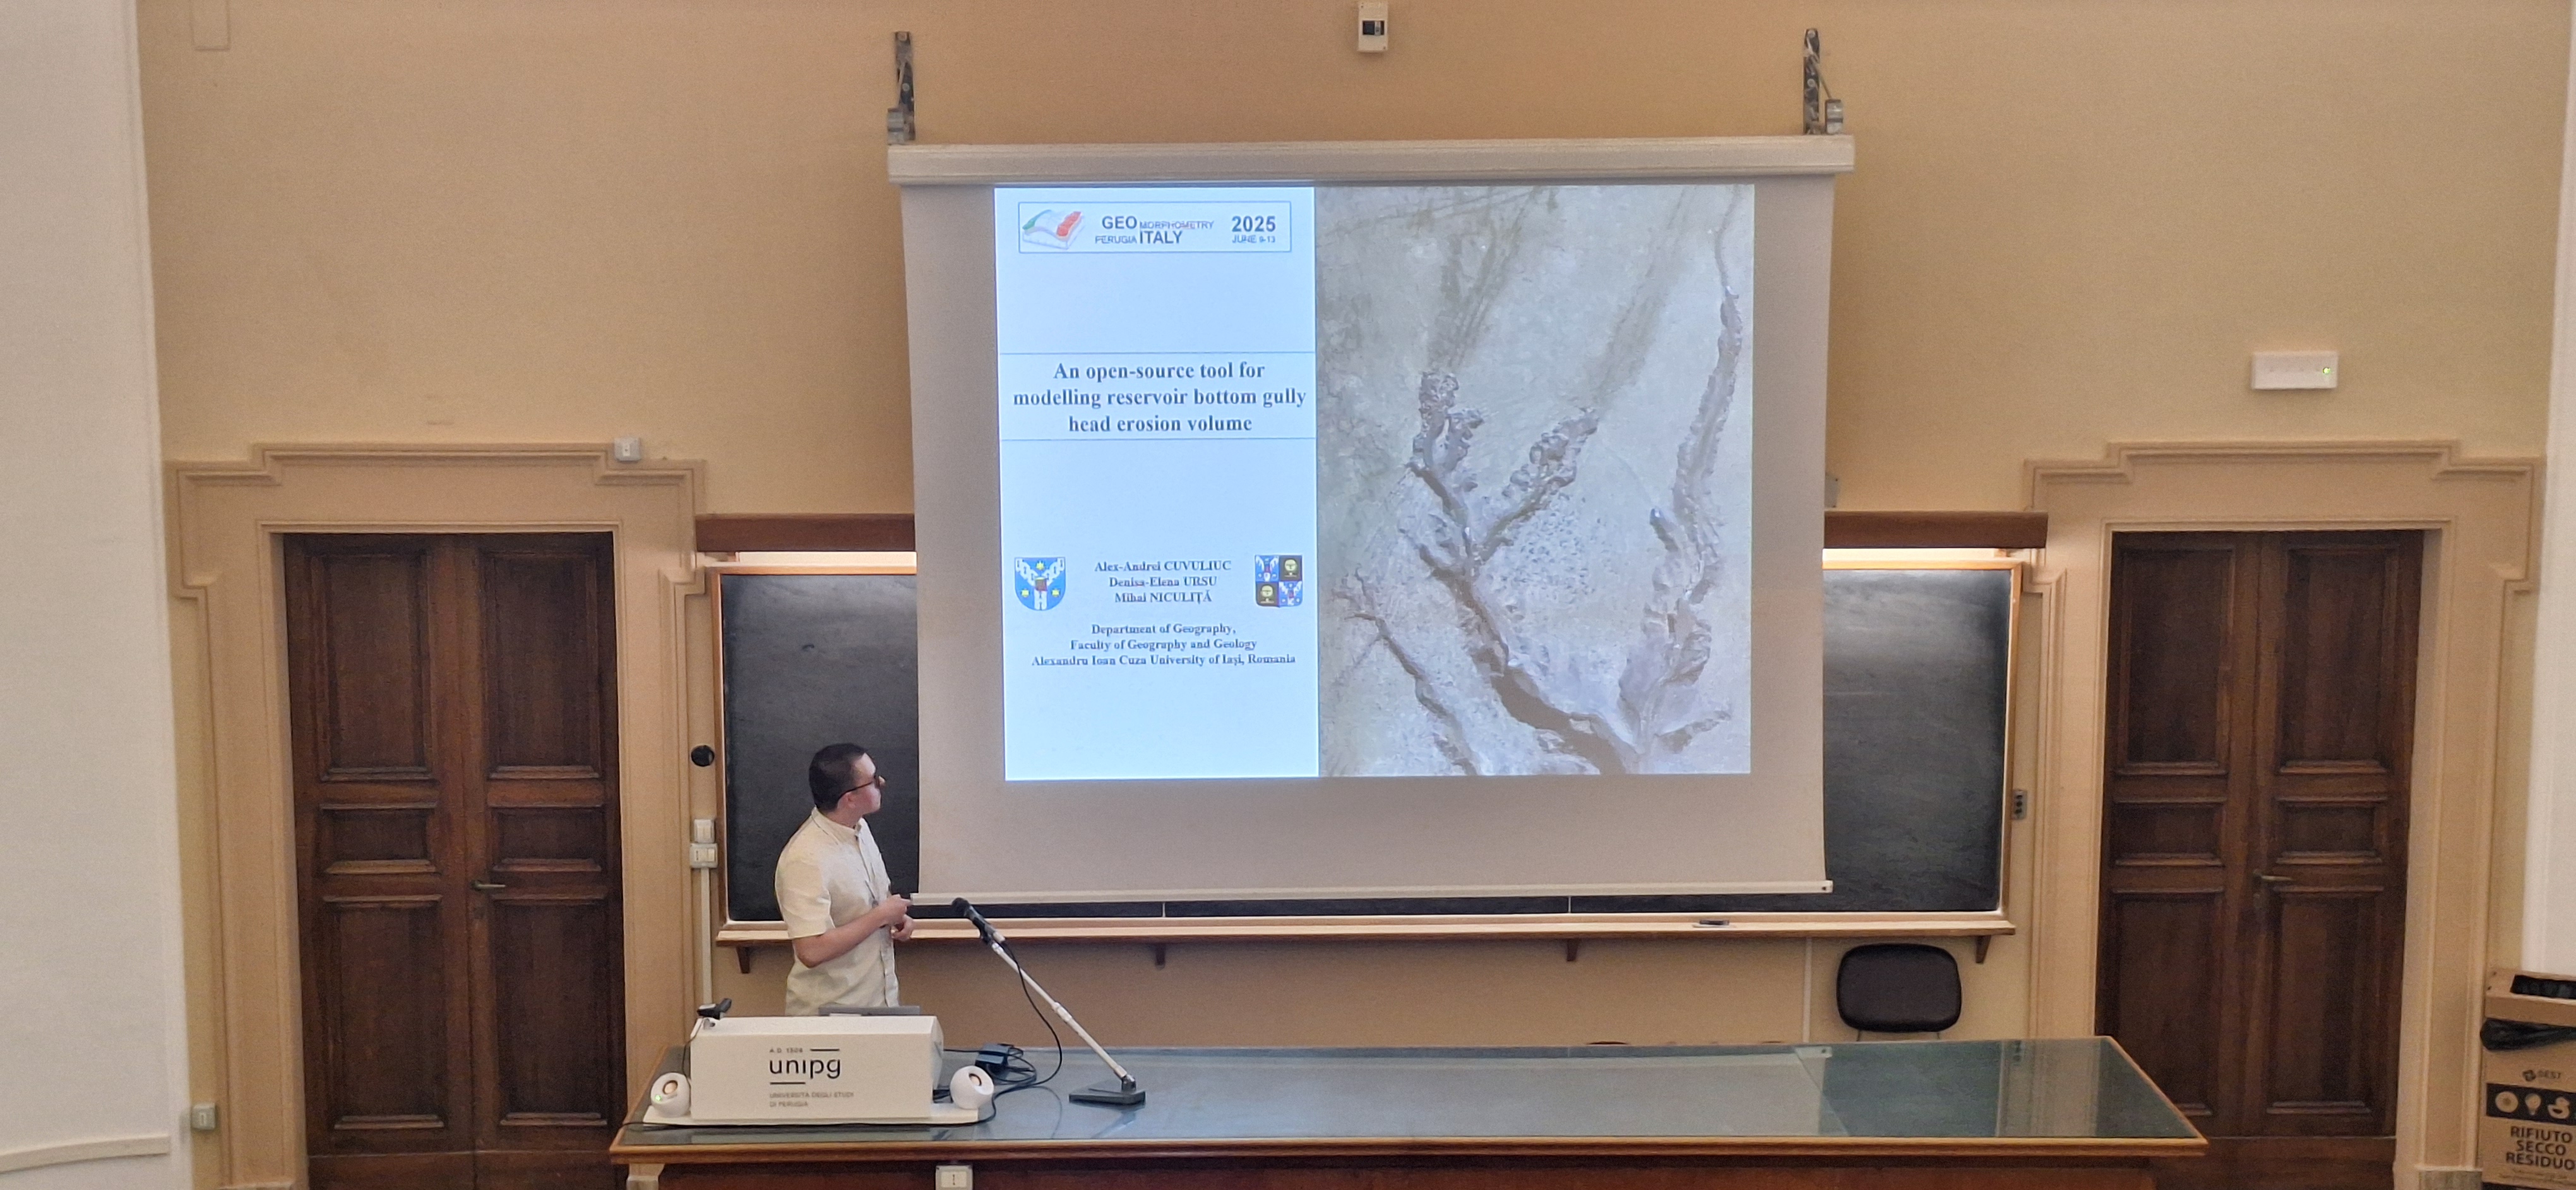 GEO MORPHOMETRY 2025
PERUGIA ITALY JUNE 9-13
An open-source tool for
modelling reservoir bottom gully
head erosion volume
Alex-Andrei CUVULIUC
Denisa-Elena URSU
Mihai NICULIȚĂ
Department of Geography,
Faculty of Geography and Geology
Alexandru Ioan Cuza University of Iași, Romania
A.D. 1308
unipg
UNIVERSITÀ DEGLI STUDI
DI PERUGIA
RIFIUTO
SECCO
RESIDUO